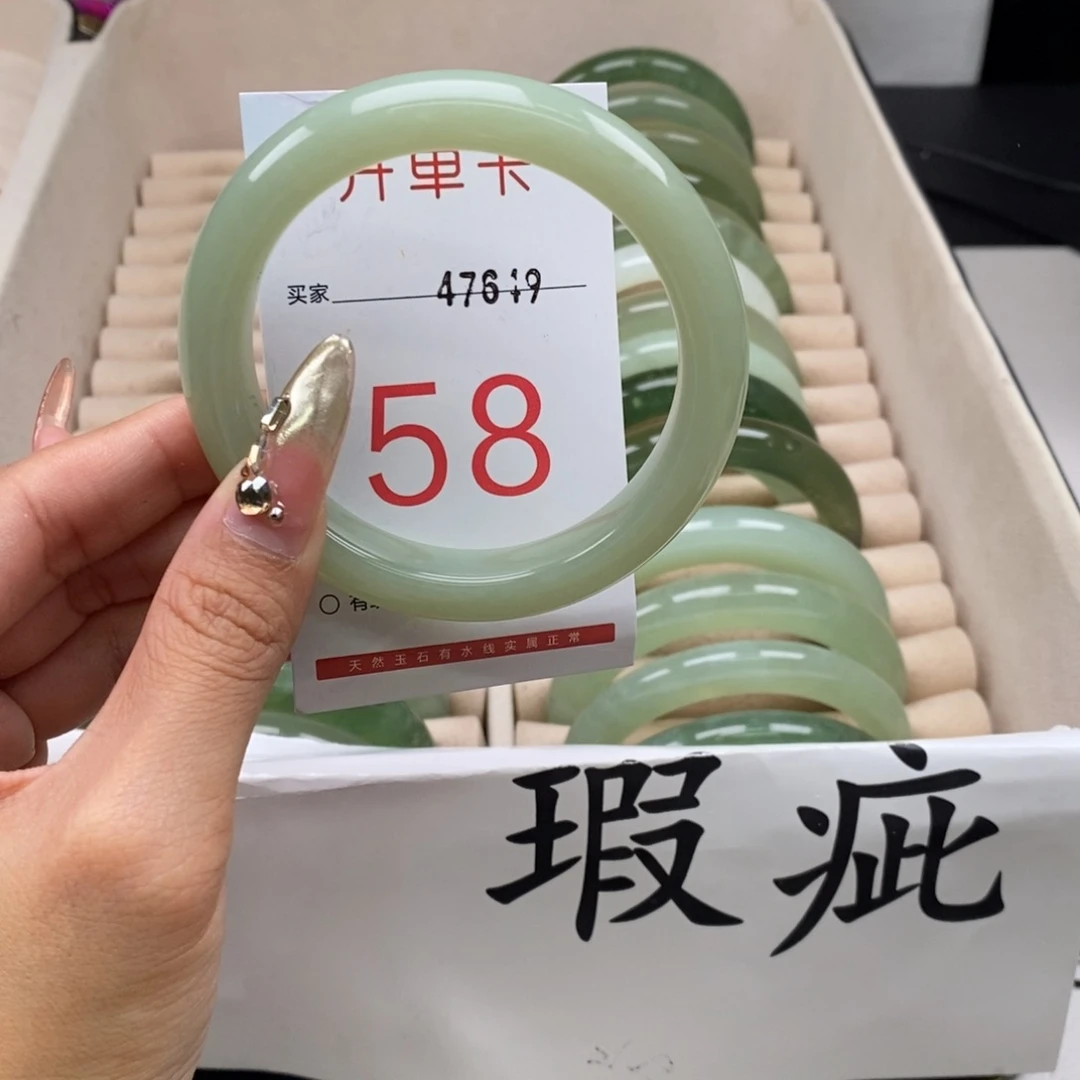 开单卡
买家 47619
58
有
天然玉石有水线实属正常
瑕疵